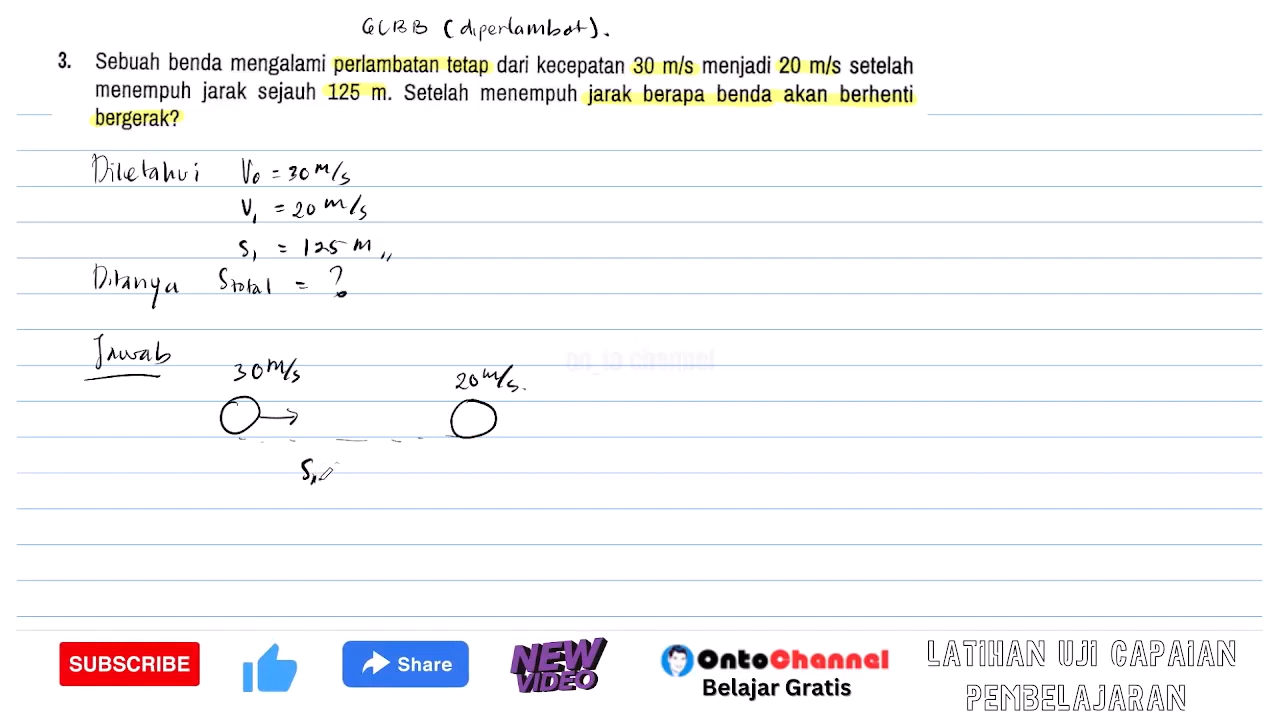 GLBB (diperlambat).
3. Sebuah benda mengalami perlambatan tetap dari kecepatan 30 m/s menjadi 20 m/s setelah
menempuh jarak sejauh 125 m. Setelah menempuh jarak berapa benda akan berhenti
bergerak?
Diketahui V₀ = 30 m/s
V₁ = 20 m/s
S₁ = 125 m,,
Ditanya Stotal = ?
Jawab
30 m/s 20 m/s.
S₁
on_to channel
SUBSCRIBE
Share
NEW
VIDEO
OntoChannel
Belajar Gratis
LATIHAN UJI CAPAIAN
PEMBELAJARAN